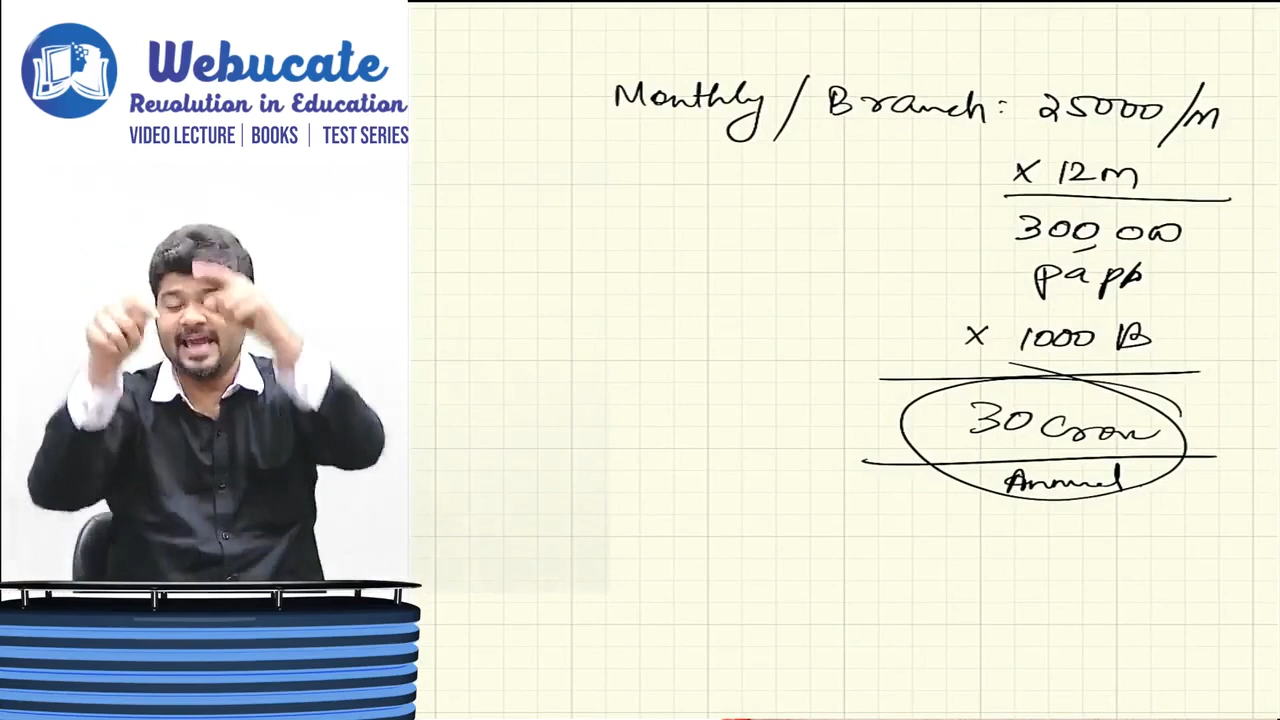 Webucate
Revolution in Education
VIDEO LECTURE | BOOKS | TEST SERIES
Monthly / Branch: 25000/m
x 12m
300 000
pa pb
x 1000 B
30 Crore
Annual